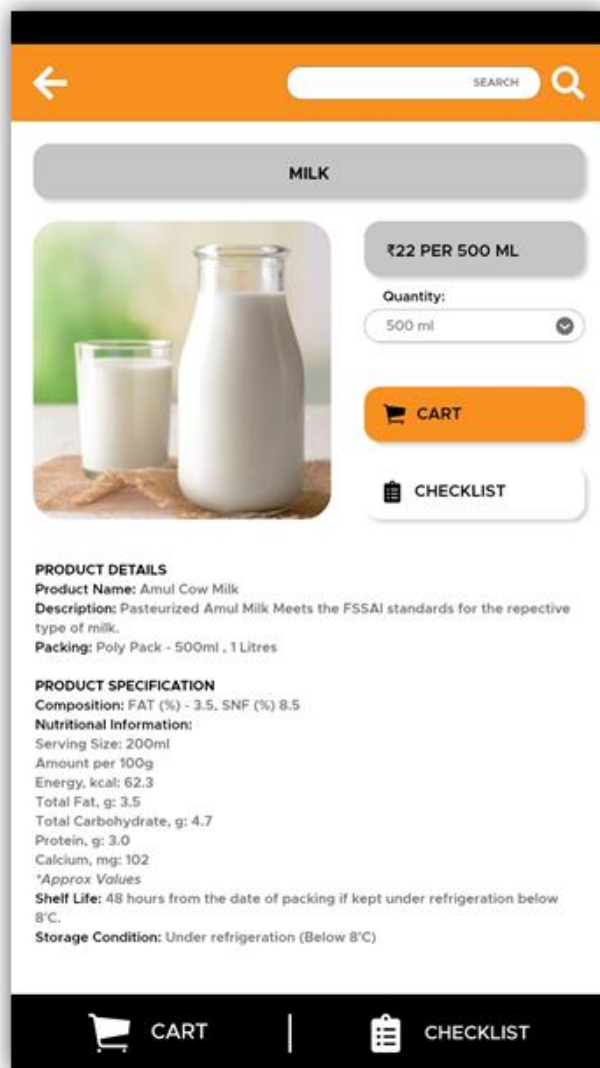 SEARCH
MILK
₹22 PER 500 ML
Quantity:
500 ml
CART
CHECKLIST
PRODUCT DETAILS
Product Name: Amul Cow Milk
Description: Pasteurized Amul Milk Meets the FSSAI standards for the repective
type of milk.
Packing: Poly Pack - 500ml , 1 Litres
PRODUCT SPECIFICATION
Composition: FAT (%) - 3.5, SNF (%) 8.5
Nutritional Information:
Serving Size: 200ml
Amount per 100g
Energy, kcal: 62.3
Total Fat, g: 3.5
Total Carbohydrate, g: 4.7
Protein, g: 3.0
Calcium, mg: 102
*Approx Values
Shelf Life: 48 hours from the date of packing if kept under refrigeration below
8°C.
Storage Condition: Under refrigeration (Below 8°C)
CART
CHECKLIST